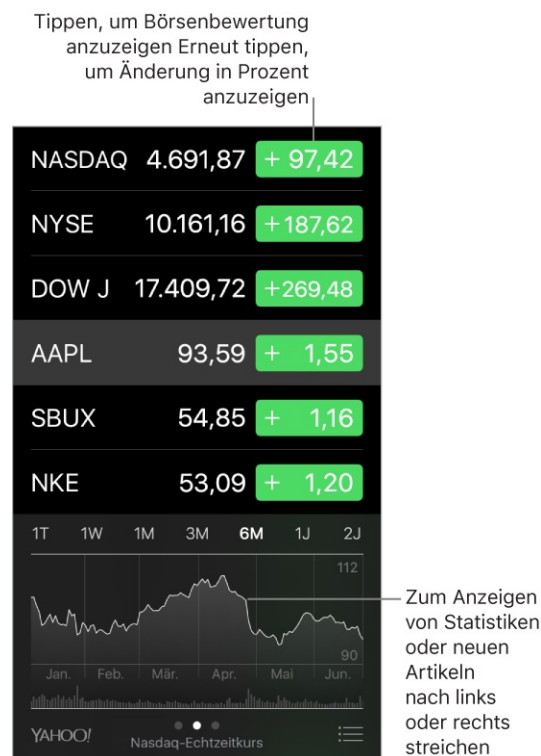 Tippen, um Börsenbewertung
anzuzeigen Erneut tippen,
um Änderung in Prozent
anzuzeigen
NASDAQ 4.691,87 + 97,42
NYSE 10.161,16 +187,62
DOW J 17.409,72 +269,48
AAPL 93,59 + 1,55
SBUX 54,85 + 1,16
NKE 53,09 + 1,20
1T 1W 1M 3M 6M 1J 2J
112
90
Jan. Feb. Mär. Apr. Mai Jun.
YAHOO!
Nasdaq-Echtzeitkurs
Zum Anzeigen
von Statistiken
oder neuen
Artikeln
nach links
oder rechts
streichen